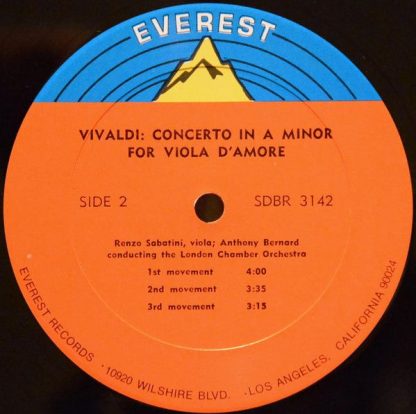 EVEREST
VIVALDI: CONCERTO IN A MINOR
FOR VIOLA D'AMORE
SIDE 2 SDBR 3142
Renzo Sabatini, viola; Anthony Bernard
conducting the London Chamber Orchestra
1st movement 4:00
2nd movement 3:35
3rd movement 3:15
EVEREST RECORDS · 10920 WILSHIRE BLVD. · LOS ANGELES, CALIFORNIA 90024